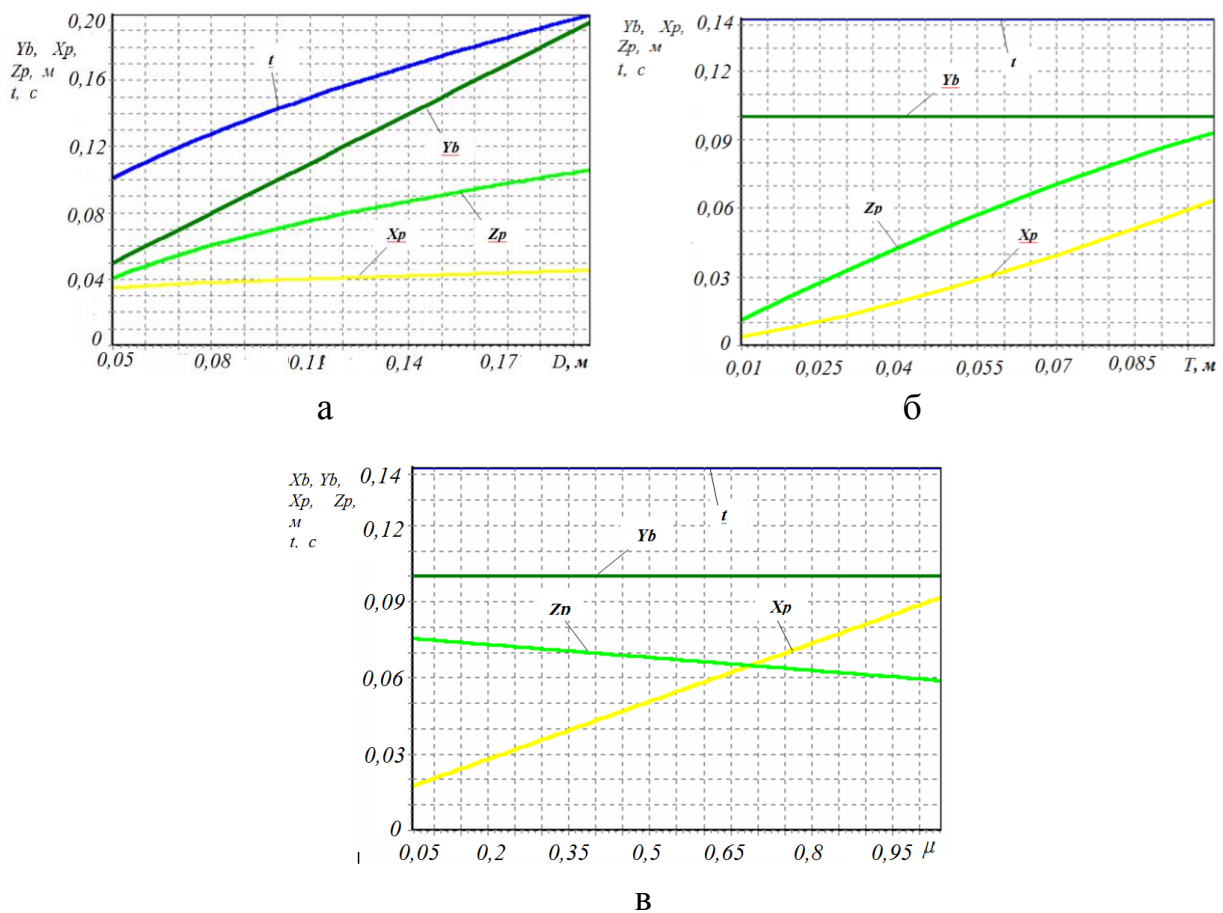 0,20
Yb, Xp,
Zp, м
t, с
0,16
0,12
0,08
0,04
0
t
Yb
Xp
Zp
0,05 0,08 0,11 0,14 0,17 D, м
а
Yb, Xp,
Zp, м
t, с
0,14
0,12
0,09
0,06
0,03
0
t
Yb
Zp
Xp
0,01 0,025 0,04 0,055 0,07 0,085 T, м
б
Xb, Yb,
Xp, Zp,
м
t, с
0,14
0,12
0,09
0,06
0,03
0
t
Yb
Zp
Xp
0,05 0,2 0,35 0,5 0,65 0,8 0,95 μ
в